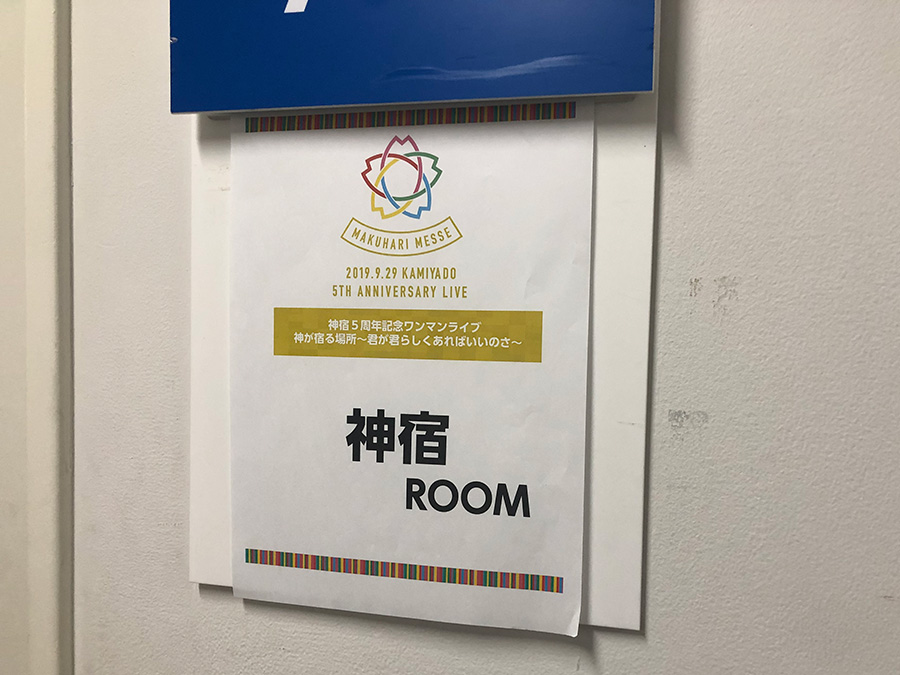 MAKUHARI MESSE
2019.9.29 KAMIYADO
5TH ANNIVERSARY LIVE
神宿5周年記念ワンマンライブ
神が宿る場所〜君が君らしくあればいいのさ〜
神宿
ROOM